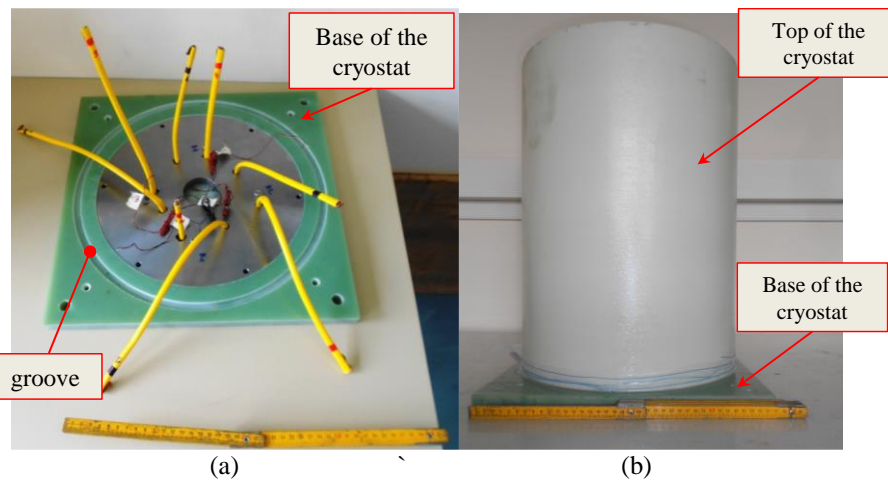 Base of the
cryostat
groove
Top of the
cryostat
Base of the
cryostat
(a) ` (b)